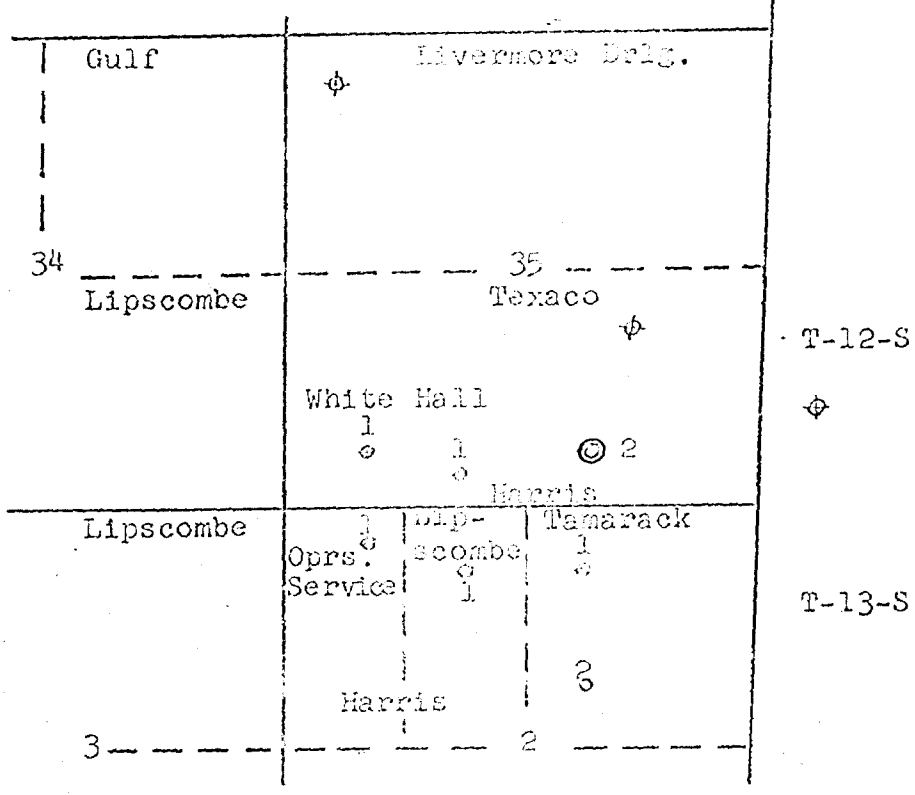 Gulf
Livermore Drlg.
34
35
Lipscombe
Texaco
T-12-S
White Hall
1
1
2
Harris
Lipscombe
1
Lip-
scombe
Tamarack
1
Oprs.
Service
1
T-13-S
2
Harris
3
2